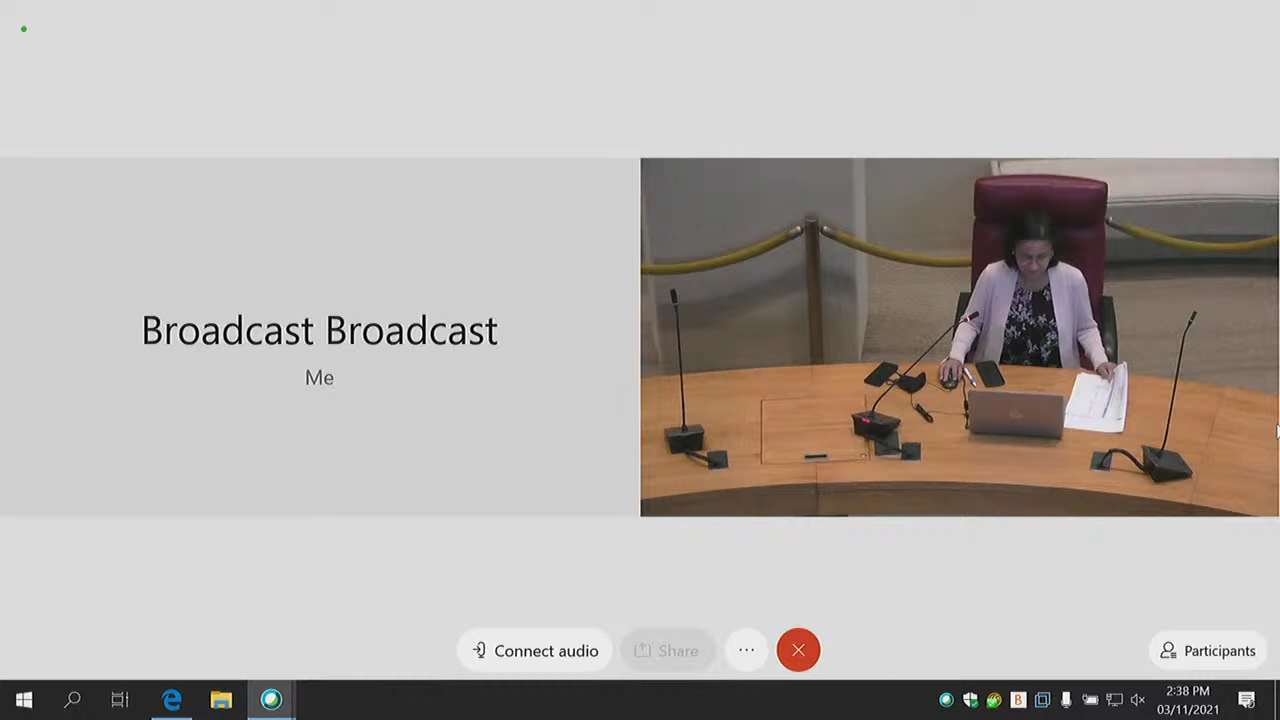 Broadcast Broadcast
Me
Connect audio
Share
Participants
B
2:38 PM
03/11/2021